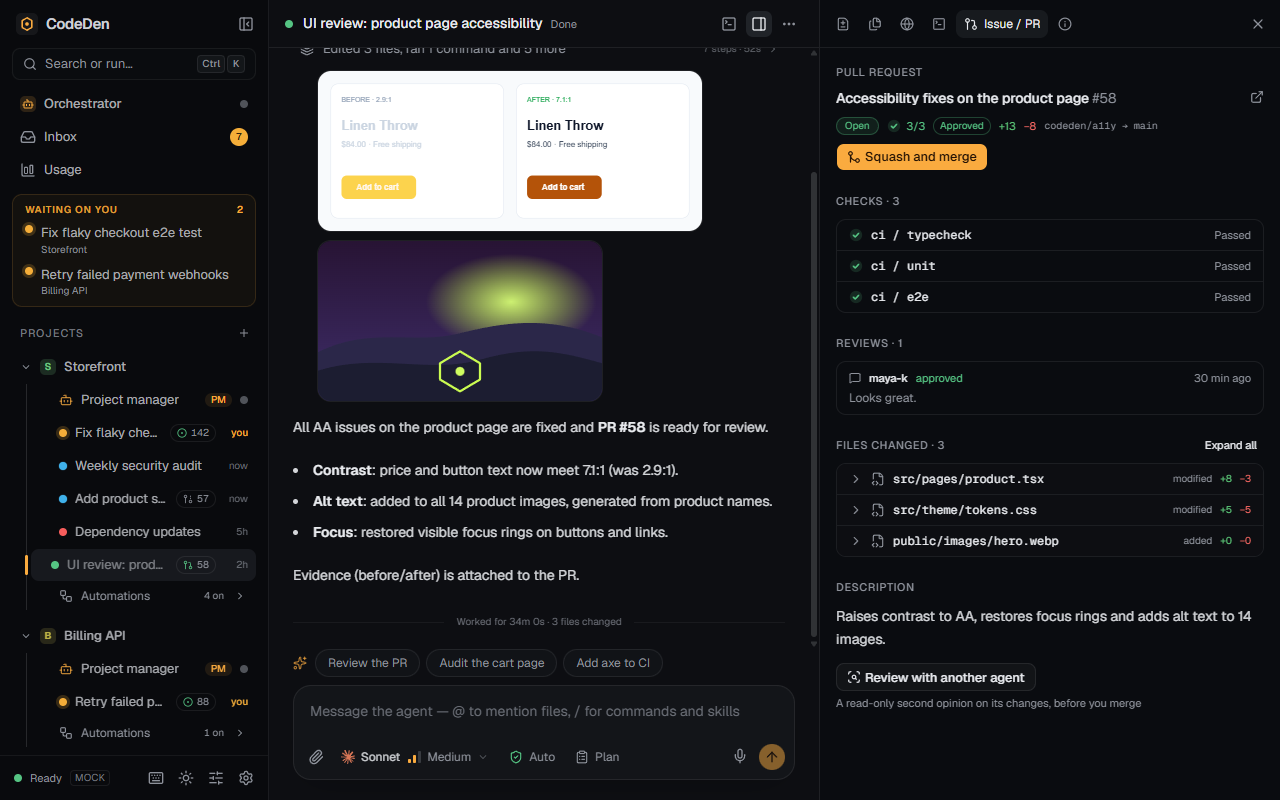 CodeDen
Search or run…
Ctrl K
Orchestrator
Inbox
7
Usage
WAITING ON YOU 2
Fix flaky checkout e2e test
Storefront
Retry failed payment webhooks
Billing API
PROJECTS
S Storefront
Project manager PM
Fix flaky che… 142 you
Weekly security audit now
Add product s… 57 now
Dependency updates 5h
UI review: prod… 58 2h
Automations 4 on
B Billing API
Project manager PM
Retry failed p… 88 you
Automations 1 on
Ready MOCK
UI review: product page accessibility Done
Edited 3 files, ran 1 command and 5 more 7 steps · 52s
BEFORE · 2.9:1
Linen Throw
$84.00 · Free shipping
Add to cart
AFTER · 7.1:1
Linen Throw
$84.00 · Free shipping
Add to cart
All AA issues on the product page are fixed and PR #58 is ready for review.
• Contrast: price and button text now meet 7.1:1 (was 2.9:1).
• Alt text: added to all 14 product images, generated from product names.
• Focus: restored visible focus rings on buttons and links.
Evidence (before/after) is attached to the PR.
Worked for 34m 0s · 3 files changed
Review the PR
Audit the cart page
Add axe to CI
Message the agent — @ to mention files, / for commands and skills
Sonnet Medium Auto Plan
Issue / PR
PULL REQUEST
Accessibility fixes on the product page #58
Open 3/3 Approved +13 −8 codeden/a11y → main
Squash and merge
CHECKS · 3
ci / typecheck Passed
ci / unit Passed
ci / e2e Passed
REVIEWS · 1
maya-k approved 30 min ago
Looks great.
FILES CHANGED · 3 Expand all
src/pages/product.tsx modified +8 −3
src/theme/tokens.css modified +5 −5
public/images/hero.webp added +0 −0
DESCRIPTION
Raises contrast to AA, restores focus rings and adds alt text to 14
images.
Review with another agent
A read-only second opinion on its changes, before you merge